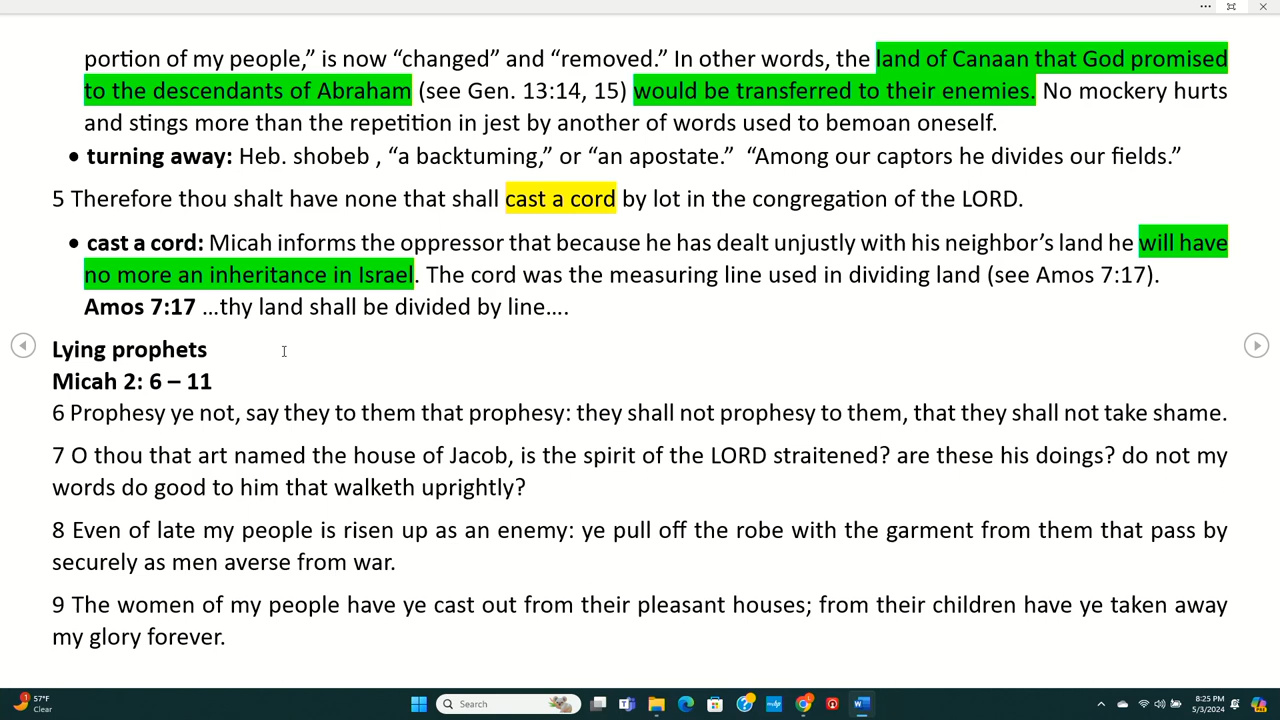 portion of my people,” is now “changed” and “removed.” In other words, the land of Canaan that God promised
to the descendants of Abraham (see Gen. 13:14, 15) would be transferred to their enemies. No mockery hurts
and stings more than the repetition in jest by another of words used to bemoan oneself.
• turning away: Heb. shobeb , “a backtuming,” or “an apostate.” “Among our captors he divides our fields.”
5 Therefore thou shalt have none that shall cast a cord by lot in the congregation of the LORD.
• cast a cord: Micah informs the oppressor that because he has dealt unjustly with his neighbor’s land he will have
no more an inheritance in Israel. The cord was the measuring line used in dividing land (see Amos 7:17).
Amos 7:17 …thy land shall be divided by line….
Lying prophets
Micah 2: 6 – 11
6 Prophesy ye not, say they to them that prophesy: they shall not prophesy to them, that they shall not take shame.
7 O thou that art named the house of Jacob, is the spirit of the LORD straitened? are these his doings? do not my
words do good to him that walketh uprightly?
8 Even of late my people is risen up as an enemy: ye pull off the robe with the garment from them that pass by
securely as men averse from war.
9 The women of my people have ye cast out from their pleasant houses; from their children have ye taken away
my glory forever.
1
57°F
Clear
Search
8:25 PM
5/3/2024